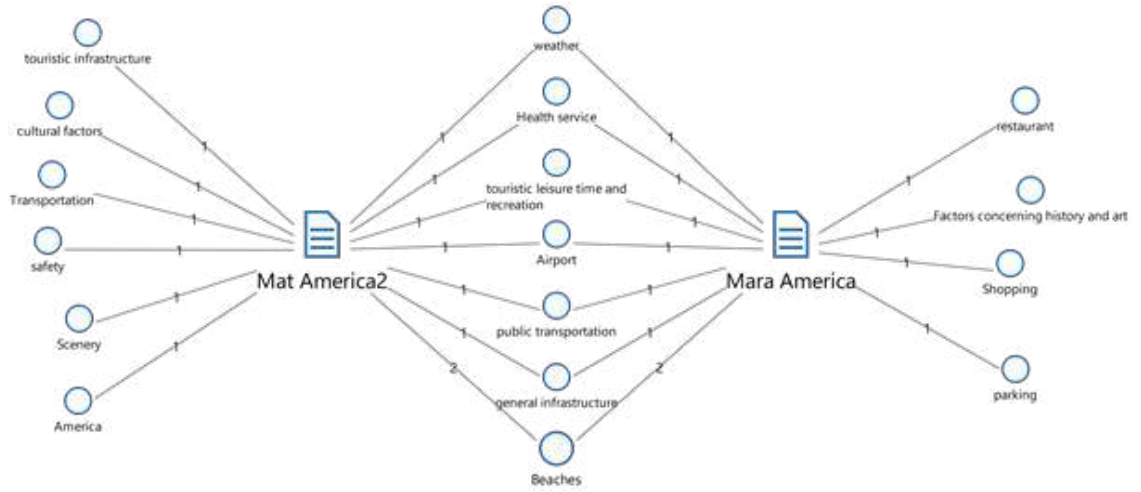 touristic infrastructure
cultural factors
Transportation
safety
Scenery
America
1
1
1
1
1
1
Mat America2
1
1
1
1
1
1
2
weather
Health service
touristic leisure time and
recreation
Airport
public transportation
general infrastructure
Beaches
1
1
1
1
1
1
2
Mara America
1
1
1
1
restaurant
Factors concerning history and art
Shopping
parking